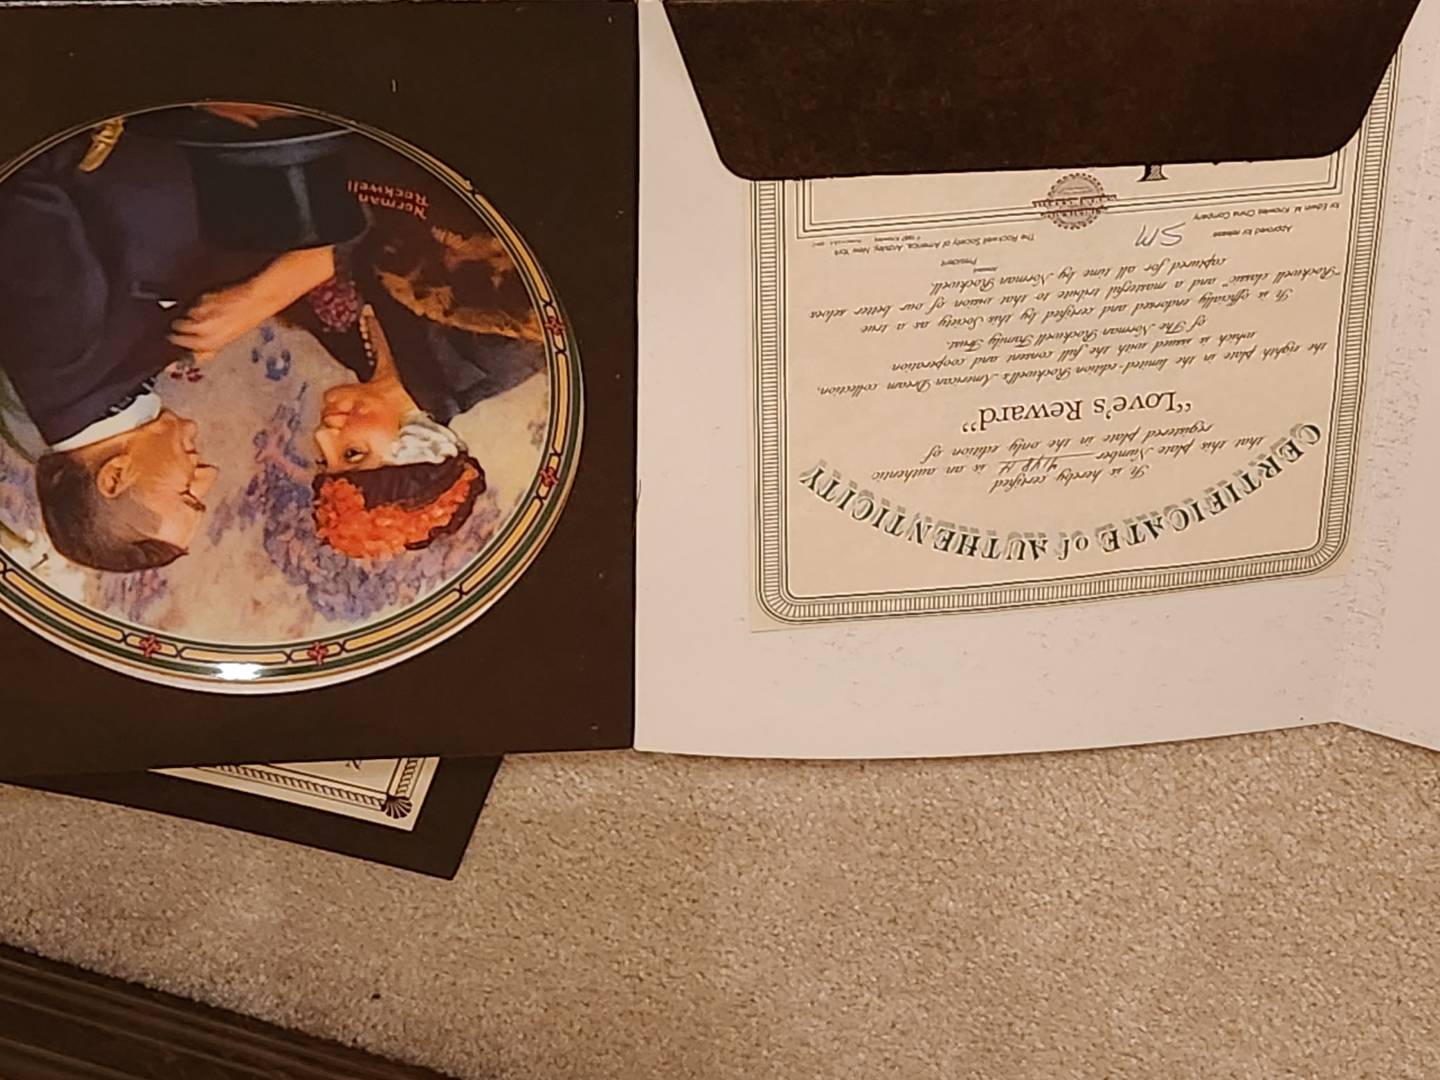 Norman
Rockwell
CERTIFICATE of AUTHENTICITY
It is hereby certified
that this plate Number is an authentic
registered plate in the only edition of
"Love's Reward"
the eighth plate in the limited-edition Rockwell's American Dream collection,
which is issued with the full consent and cooperation
of The Norman Rockwell Family Trust.
It is officially endorsed and certified by this Society as a true
"Rockwell classic" and a masterful tribute to that vision of our better selves
captured for all time by Norman Rockwell.
President
Approved for release SM
The Rockwell Society of America, Ardsley, New York
for Edwin M. Knowles China Company